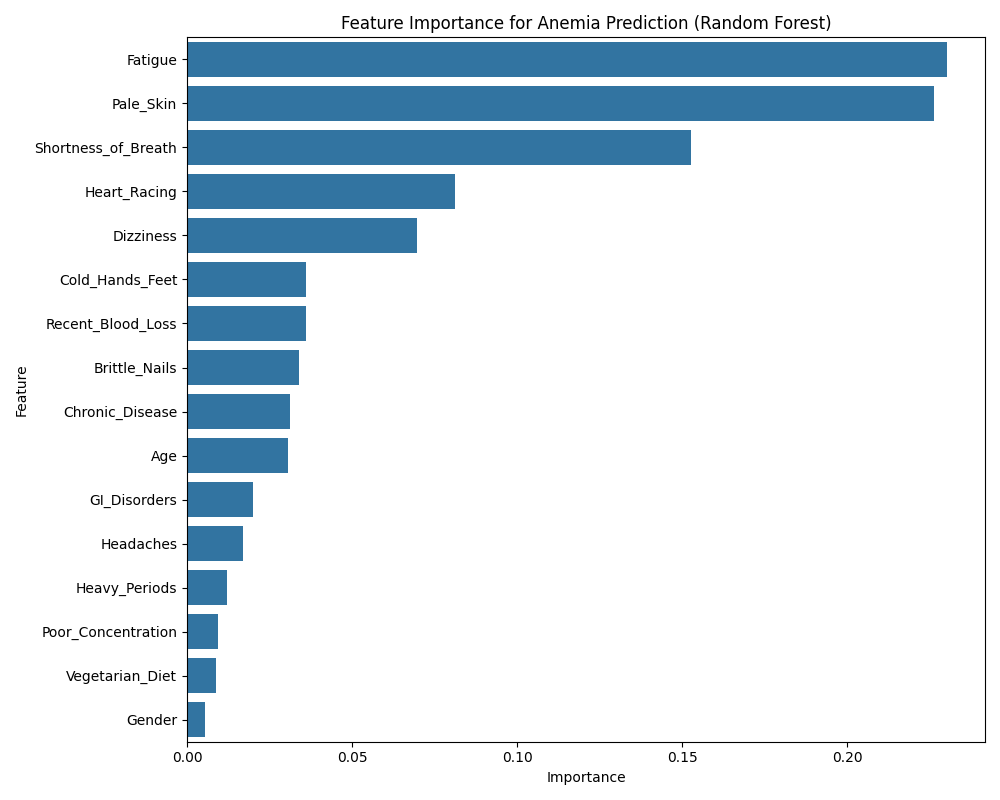 Feature Importance for Anemia Prediction (Random Forest)
Fatigue
Pale_Skin
Shortness_of_Breath
Heart_Racing
Dizziness
Cold_Hands_Feet
Recent_Blood_Loss
Brittle_Nails
Chronic_Disease
Age
GI_Disorders
Headaches
Heavy_Periods
Poor_Concentration
Vegetarian_Diet
Gender
Feature
0.00 0.05 0.10 0.15 0.20
Importance